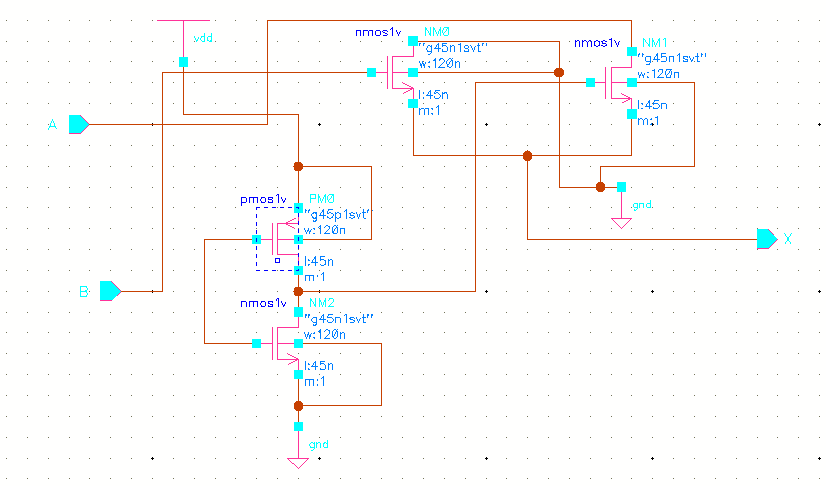 nmos1v NM0
"g45n1svt"
w:120n
l:45n
m:1
nmos1v NM1
"g45n1svt"
w:120n
l:45n
m:1
vdd
A
pmos1v PM0
"g45p1svt"
w:120n
l:45n
m:1
gnd
X
B
nmos1v NM2
"g45n1svt"
w:120n
l:45n
m:1
gnd